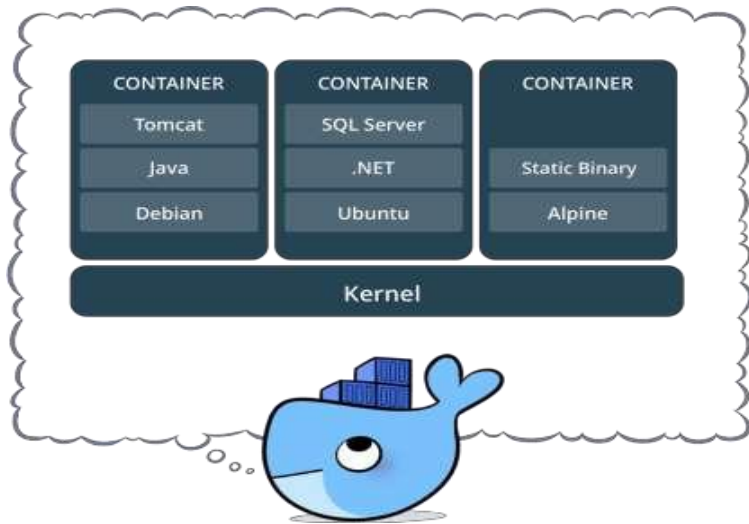 CONTAINER
Tomcat
Java
Debian
CONTAINER
SQL Server
.NET
Ubuntu
CONTAINER
Static Binary
Alpine
Kernel